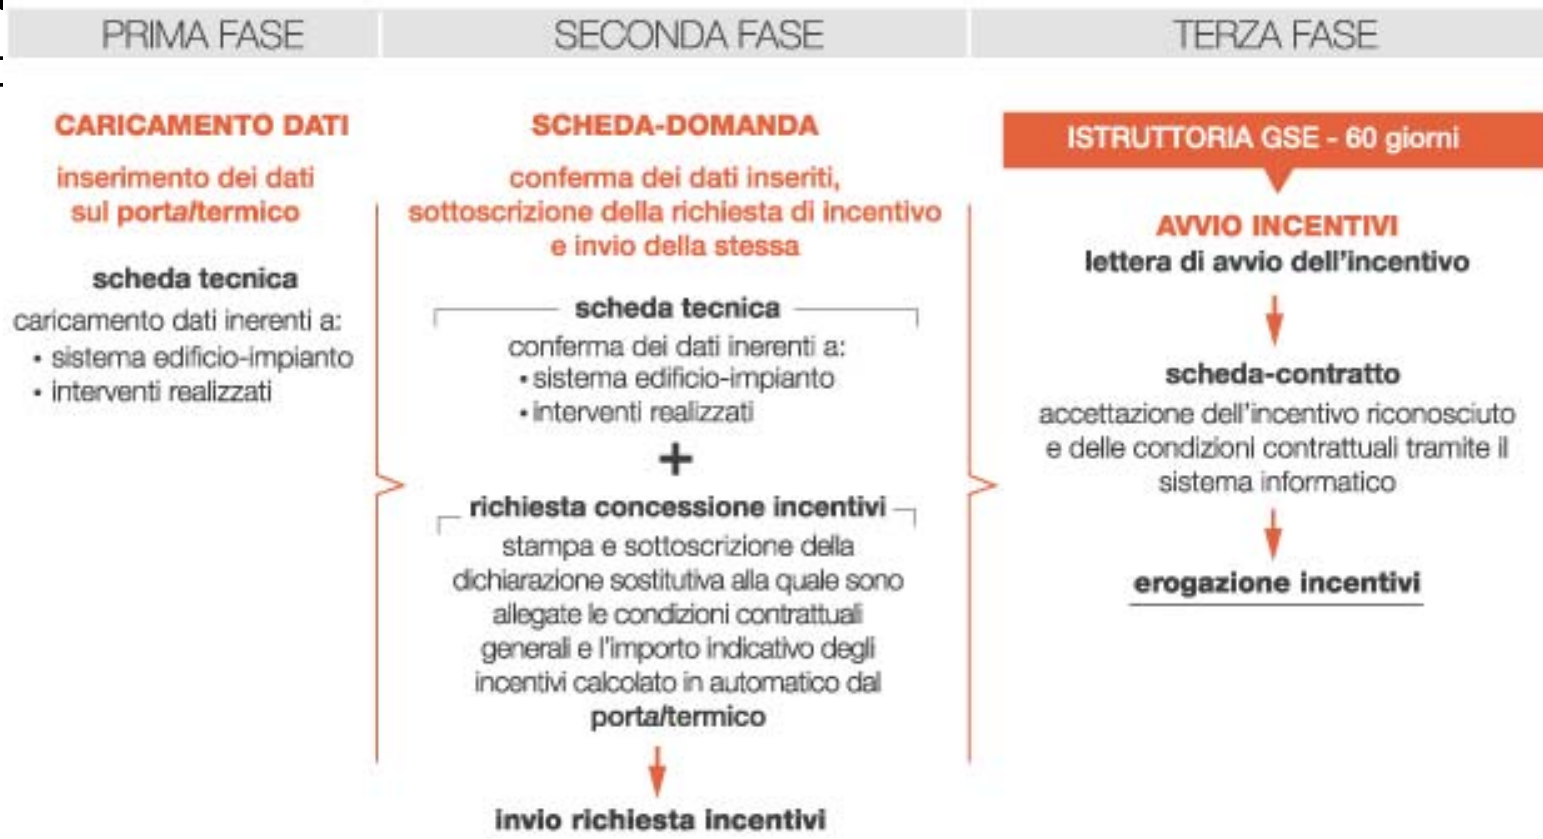 PRIMA FASE
SECONDA FASE
TERZA FASE
CARICAMENTO DATI
inserimento dei dati
sul portaltermico
scheda tecnica
caricamento dati inerenti a:
• sistema edificio-impianto
• interventi realizzati
SCHEDA-DOMANDA
conferma dei dati inseriti,
sottoscrizione della richiesta di incentivo
e invio della stessa
scheda tecnica
conferma dei dati inerenti a:
• sistema edificio-impianto
• interventi realizzati
+
richiesta concessione incentivi
stampa e sottoscrizione della
dichiarazione sostitutiva alla quale sono
allegate le condizioni contrattuali
generali e l'importo indicativo degli
incentivi calcolato in automatico dal
portaltermico
invio richiesta incentivi
ISTRUTTORIA GSE - 60 giorni
AVVIO INCENTIVI
lettera di avvio dell'incentivo
scheda-contratto
accettazione dell'incentivo riconosciuto
e delle condizioni contrattuali tramite il
sistema informatico
erogazione incentivi